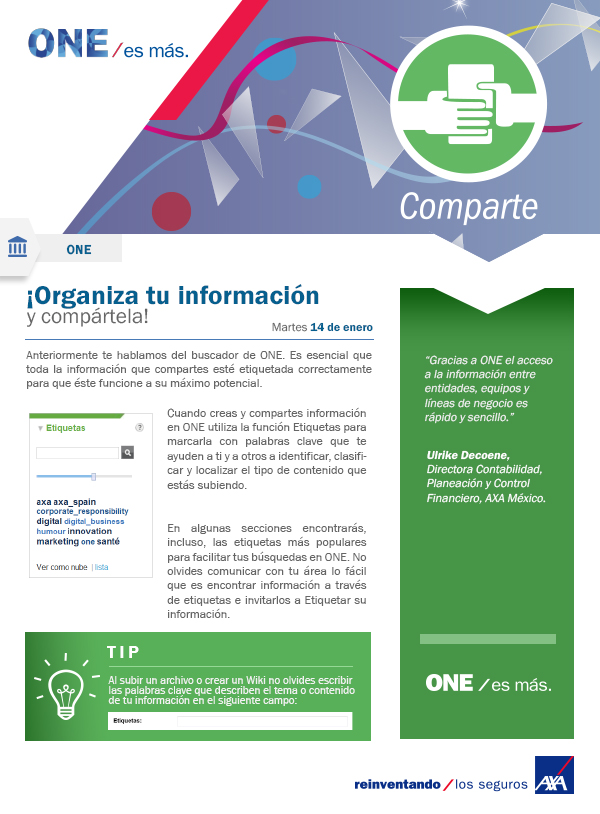 ONE /es más.
Comparte
ONE
¡Organiza tu información
y compártela!
Martes 14 de enero
Anteriormente te hablamos del buscador de ONE. Es esencial que
toda la información que compartes esté etiquetada correctamente
para que éste funcione a su máximo potencial.
▼ Etiquetas ?
axa axa_spain
corporate_responsibility
digital digital_business
humour innovation
marketing one santé
Ver como nube | lista
Cuando creas y compartes información
en ONE utiliza la función Etiquetas para
marcarla con palabras clave que te
ayuden a ti y a otros a identificar, clasifi-
car y localizar el tipo de contenido que
estás subiendo.
En algunas secciones encontrarás,
incluso, las etiquetas más populares
para facilitar tus búsquedas en ONE. No
olvides comunicar con tu área lo fácil
que es encontrar información a través
de etiquetas e invitarlos a Etiquetar su
información.
TIP
Al subir un archivo o crear un Wiki no olvides escribir
las palabras clave que describen el tema o contenido
de tu información en el siguiente campo:
Etiquetas:
“Gracias a ONE el acceso
a la información entre
entidades, equipos y
líneas de negocio es
rápido y sencillo.”
Ulrike Decoene,
Directora Contabilidad,
Planeación y Control
Financiero, AXA México.
ONE /es más.
reinventando /los seguros
AXA